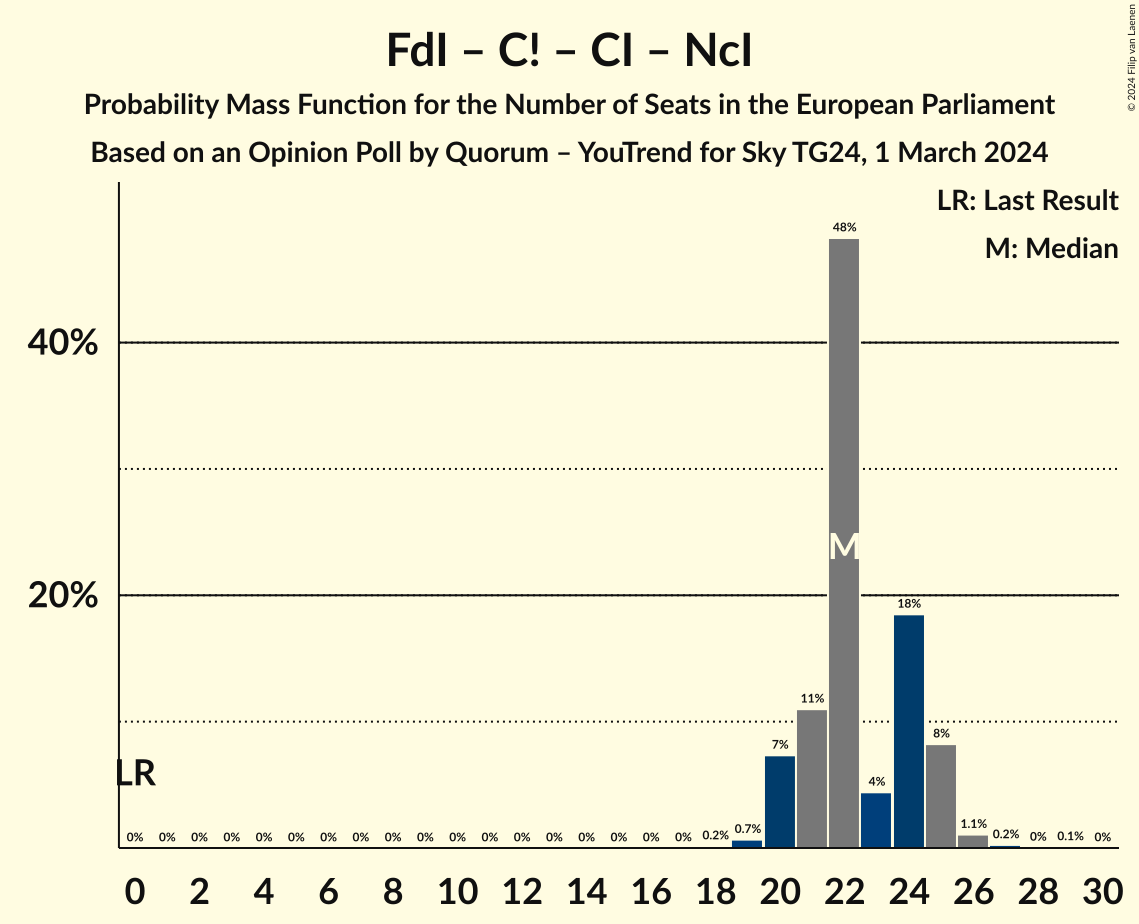 FdI – C! – CI – NcI
Probability Mass Function for the Number of Seats in the European Parliament
Based on an Opinion Poll by Quorum – YouTrend for Sky TG24, 1 March 2024
© 2024 Filip van Laenen
LR: Last Result
M: Median
48%
40%
M
20%
18%
11%
8%
7%
4%
LR
0% 0% 0% 0% 0% 0% 0% 0% 0% 0% 0% 0% 0% 0% 0% 0% 0% 0% 0.2% 0.7% 1.1% 0.2% 0% 0.1% 0%
0 2 4 6 8 10 12 14 16 18 20 22 24 26 28 30